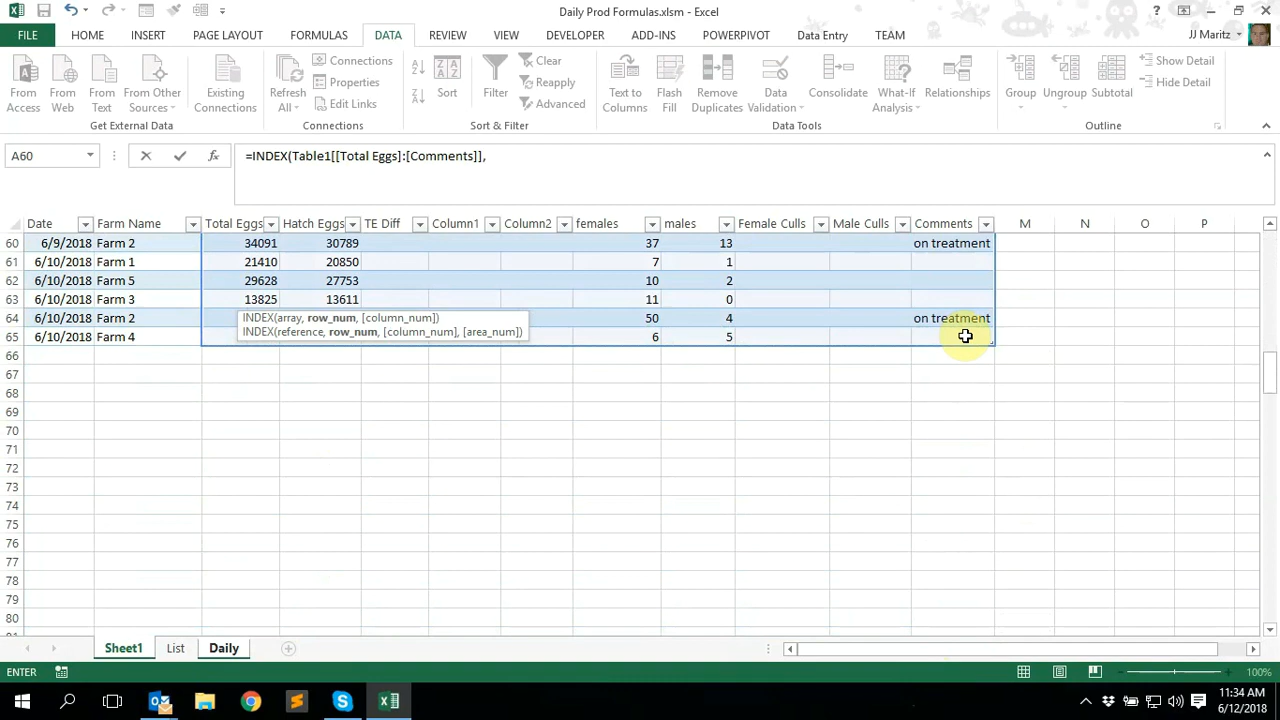 Daily Prod Formulas.xlsm - Excel
FILE HOME INSERT PAGE LAYOUT FORMULAS DATA REVIEW VIEW DEVELOPER ADD-INS POWERPIVOT Data Entry TEAM JJ Maritz
From Access
From Web
From Text
From Other Sources
Existing Connections
Get External Data
Refresh All
Connections
Properties
Edit Links
Connections
Sort
Filter
Clear
Reapply
Advanced
Sort & Filter
Text to Columns
Flash Fill
Remove Duplicates
Data Validation
Consolidate
What-If Analysis
Relationships
Data Tools
Group
Ungroup
Subtotal
Show Detail
Hide Detail
Outline
A60 fx =INDEX(Table1[[Total Eggs]:[Comments]],
Date Farm Name Total Eggs Hatch Eggs TE Diff Column1 Column2 females males Female Culls Male Culls Comments M N O P
60 6/9/2018 Farm 2 34091 30789 37 13 on treatment
61 6/10/2018 Farm 1 21410 20850 7 1
62 6/10/2018 Farm 5 29628 27753 10 2
63 6/10/2018 Farm 3 13825 13611 11 0
64 6/10/2018 Farm 2 50 4 on treatment
INDEX(array, row_num, [column_num])
INDEX(reference, row_num, [column_num], [area_num])
65 6/10/2018 Farm 4 6 5
66
67
68
69
70
71
72
73
74
75
76
77
78
79
80
Sheet1 List Daily
ENTER 100%
11:34 AM
6/12/2018